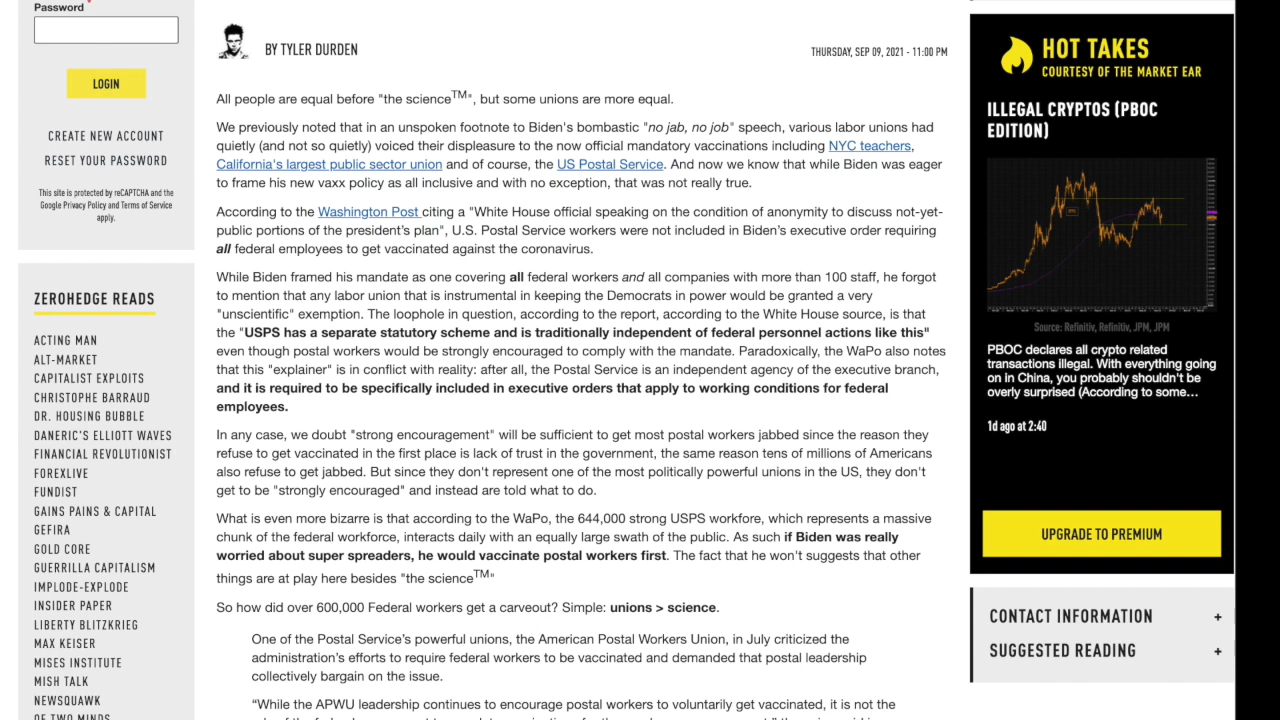 Password *
LOGIN
CREATE NEW ACCOUNT
RESET YOUR PASSWORD
This site is protected by reCAPTCHA and the
Google Privacy Policy and Terms of Service
apply.
ZEROHEDGE READS
ACTING MAN
ALT-MARKET
CAPITALIST EXPLOITS
CHRISTOPHE BARRAUD
DR. HOUSING BUBBLE
DANERIC'S ELLIOTT WAVES
FINANCIAL REVOLUTIONIST
FOREXLIVE
FUNDIST
GAINS PAINS & CAPITAL
GEFIRA
GOLD CORE
GUERRILLA CAPITALISM
IMPLODE-EXPLODE
INSIDER PAPER
LIBERTY BLITZKRIEG
MAX KEISER
MISES INSTITUTE
MISH TALK
NEWSQUAWK
OF TWO MINDS
BY TYLER DURDEN
THURSDAY, SEP 09, 2021 - 11:00 PM
All people are equal before "the scienceTM", but some unions are more equal.
We previously noted that in an unspoken footnote to Biden's bombastic "no jab, no job" speech, various labor unions had
quietly (and not so quietly) voiced their displeasure to the now official mandatory vaccinations including NYC teachers,
California's largest public sector union and of course, the US Postal Service. And now we know that while Biden was eager
to frame his new vaxx policy as all inclusive and with no exception, that was not really true.
According to the Washington Post citing a "White House official speaking on the condition of anonymity to discuss not-yet-
public portions of the president's plan", U.S. Postal Service workers were not included in Biden's executive order requiring
all federal employees to get vaccinated against the coronavirus.
While Biden framed his mandate as one covering all federal workers and all companies with more than 100 staff, he forgot
to mention that any labor union that is instrumental in keeping the Democrats in power would be granted a very
"unscientific" exemption. The loophole in question, according to the report, according to the White House source, is that
the "USPS has a separate statutory scheme and is traditionally independent of federal personnel actions like this"
even though postal workers would be strongly encouraged to comply with the mandate. Paradoxically, the WaPo also notes
that this "explainer" is in conflict with reality: after all, the Postal Service is an independent agency of the executive branch,
and it is required to be specifically included in executive orders that apply to working conditions for federal
employees.
In any case, we doubt "strong encouragement" will be sufficient to get most postal workers jabbed since the reason they
refuse to get vaccinated in the first place is lack of trust in the government, the same reason tens of millions of Americans
also refuse to get jabbed. But since they don't represent one of the most politically powerful unions in the US, they don't
get to be "strongly encouraged" and instead are told what to do.
What is even more bizarre is that according to the WaPo, the 644,000 strong USPS workfore, which represents a massive
chunk of the federal workforce, interacts daily with an equally large swath of the public. As such if Biden was really
worried about super spreaders, he would vaccinate postal workers first. The fact that he won't suggests that other
things are at play here besides "the scienceTM"
So how did over 600,000 Federal workers get a carveout? Simple: unions > science.
One of the Postal Service's powerful unions, the American Postal Workers Union, in July criticized the
administration's efforts to require federal workers to be vaccinated and demanded that postal leadership
collectively bargain on the issue.
"While the APWU leadership continues to encourage postal workers to voluntarily get vaccinated, it is not the
HOT TAKES
COURTESY OF THE MARKET EAR
ILLEGAL CRYPTOS (PBOC
EDITION)
Source: Refinitiv, Refinitiv, JPM, JPM
PBOC declares all crypto related
transactions illegal. With everything going
on in China, you probably shouldn't be
overly surprised (According to some...
1d ago at 2:40
UPGRADE TO PREMIUM
CONTACT INFORMATION +
SUGGESTED READING +